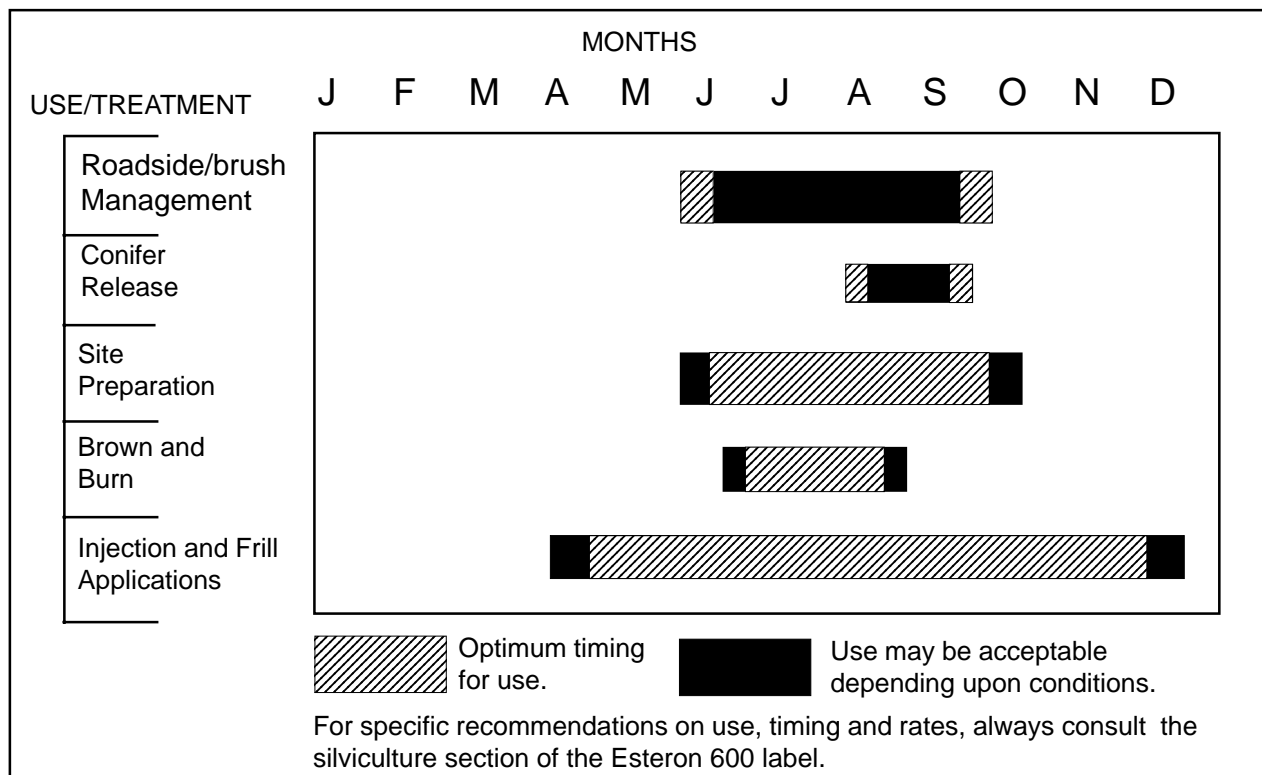 MONTHS
USE/TREATMENT J F M A M J J A S O N D
Roadside/brush
Management
Conifer
Release
Site
Preparation
Brown and
Burn
Injection and Frill
Applications
Optimum timing
for use.
Use may be acceptable
depending upon conditions.
For specific recommendations on use, timing and rates, always consult the
silviculture section of the Esteron 600 label.